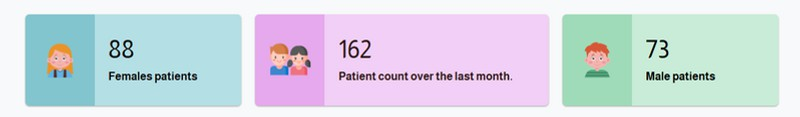 88
Females patients
162
Patient count over the last month.
73
Male patients